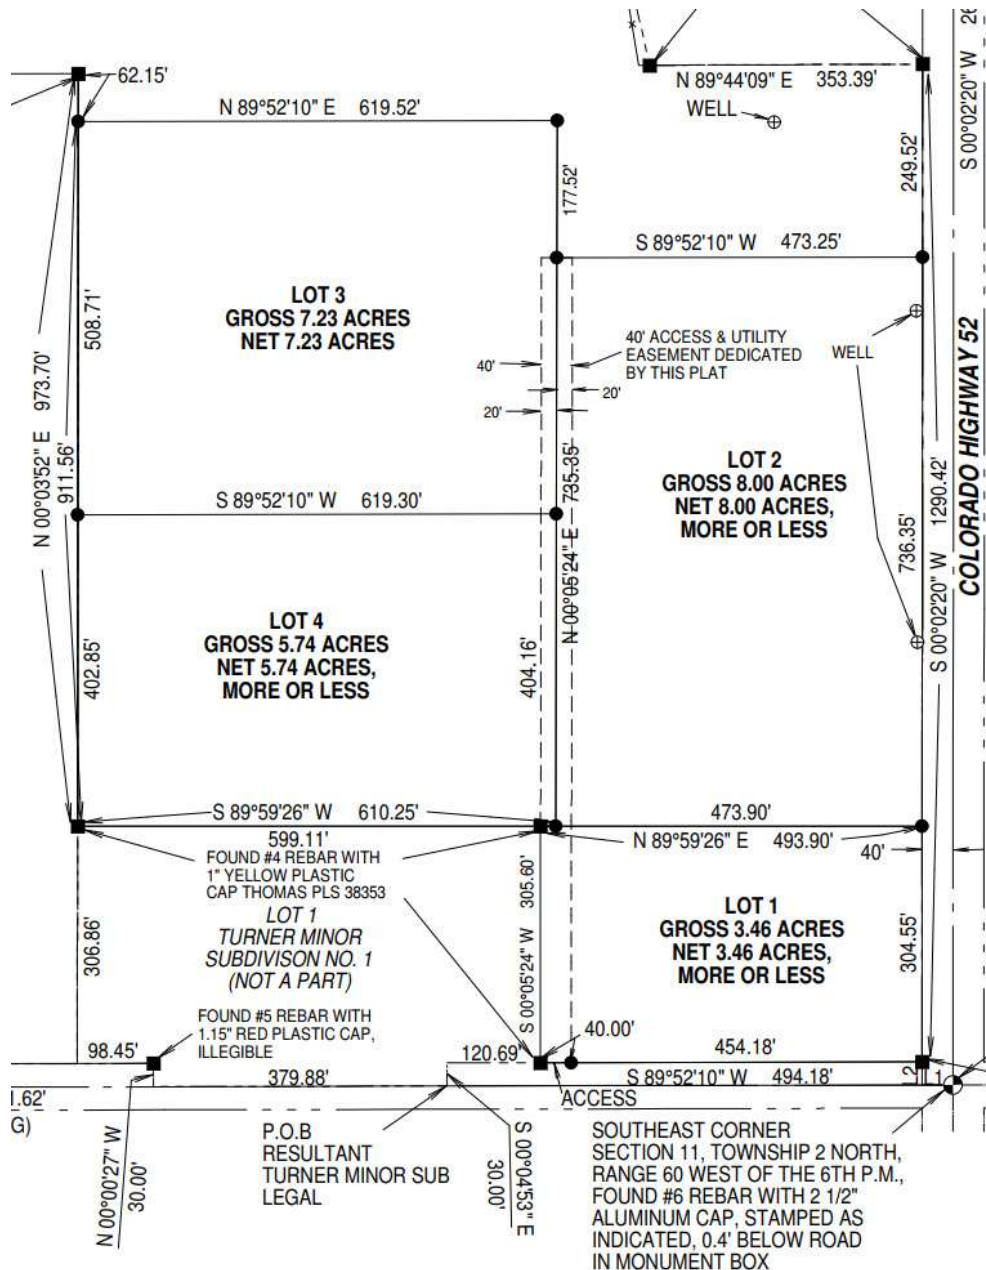 62.15'
N 89°52'10" E 619.52'
N 89°44'09" E 353.39'
WELL
S 00°02'20" W 26
249.52'
177.52'
S 89°52'10" W 473.25'
LOT 3
GROSS 7.23 ACRES
NET 7.23 ACRES
508.71'
N 00°03'52" E 973.70'
911.56'
40' ACCESS & UTILITY
EASEMENT DEDICATED
BY THIS PLAT
40'
20'
20'
WELL
COLORADO HIGHWAY 52
LOT 2
GROSS 8.00 ACRES
NET 8.00 ACRES,
MORE OR LESS
735.35'
N 00°05'24" E
S 89°52'10" W 619.30'
736.35'
S 00°02'20" W 1290.42'
LOT 4
GROSS 5.74 ACRES
NET 5.74 ACRES,
MORE OR LESS
402.85'
404.16'
S 89°59'26" W 610.25'
599.11'
473.90'
N 89°59'26" E 493.90'
40'
FOUND #4 REBAR WITH
1" YELLOW PLASTIC
CAP THOMAS PLS 38353
LOT 1
TURNER MINOR
SUBDIVISON NO. 1
(NOT A PART)
306.86'
S 00°05'24" W 305.60'
LOT 1
GROSS 3.46 ACRES
NET 3.46 ACRES,
MORE OR LESS
304.55'
FOUND #5 REBAR WITH
1.15" RED PLASTIC CAP,
ILLEGIBLE
98.45'
120.69'
40.00'
454.18'
379.88'
S 89°52'10" W 494.18'
ACCESS
1.62'
G)
N 00°00'27" W
30.00'
P.O.B
RESULTANT
TURNER MINOR SUB
LEGAL
S 00°04'53" E
30.00'
SOUTHEAST CORNER
SECTION 11, TOWNSHIP 2 NORTH,
RANGE 60 WEST OF THE 6TH P.M.,
FOUND #6 REBAR WITH 2 1/2"
ALUMINUM CAP, STAMPED AS
INDICATED, 0.4' BELOW ROAD
IN MONUMENT BOX